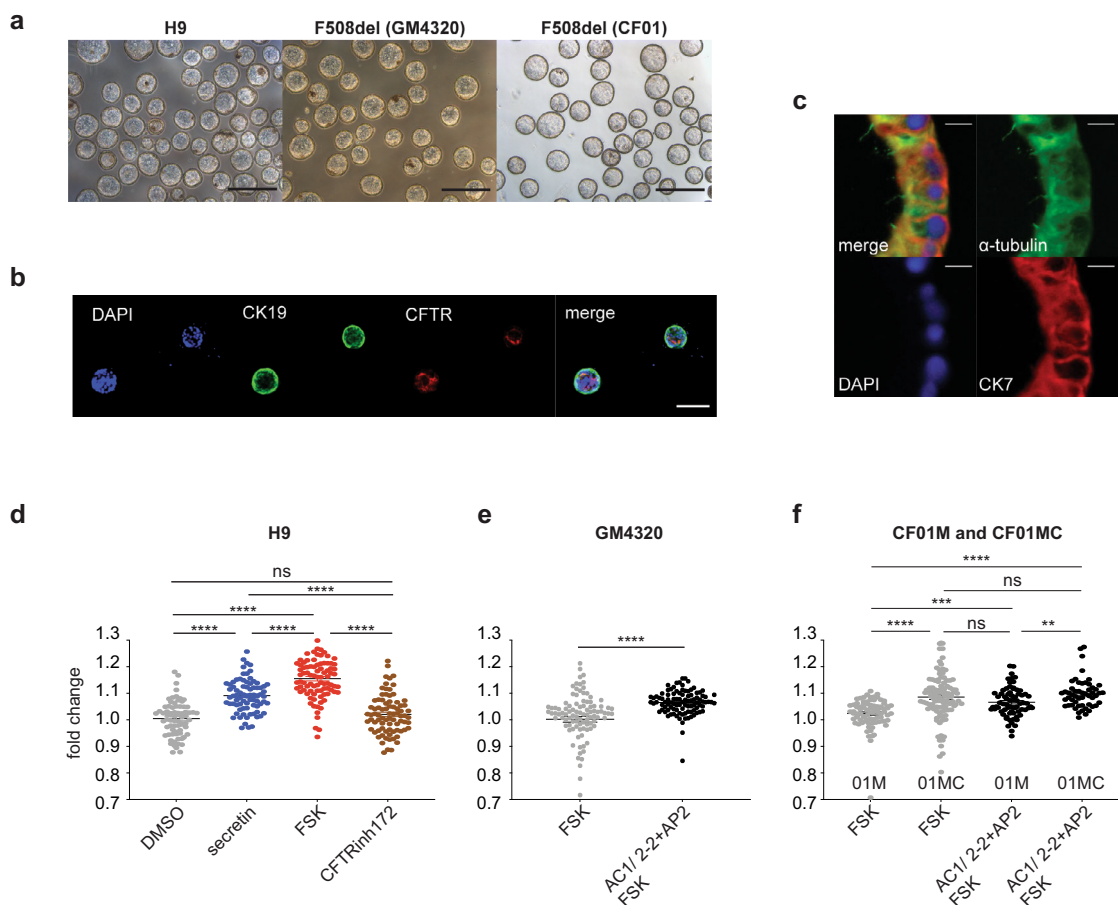 a
H9
F508del (GM4320)
F508del (CF01)
b
DAPI
CK19
CFTR
merge
c
merge
α-tubulin
DAPI
CK7
d
H9
ns
****
****
****
****
****
fold change
1.3
1.2
1.1
1.0
0.9
0.8
0.7
DMSO
secretin
FSK
CFTRinh172
e
GM4320
****
1.3
1.2
1.1
1.0
0.9
0.8
0.7
FSK
AC1/ 2-2+AP2
FSK
f
CF01M and CF01MC
****
ns
***
****
ns
**
1.3
1.2
1.1
1.0
0.9
0.8
0.7
01M
01MC
01M
01MC
FSK
FSK
AC1/ 2-2+AP2
FSK
AC1/ 2-2+AP2
FSK